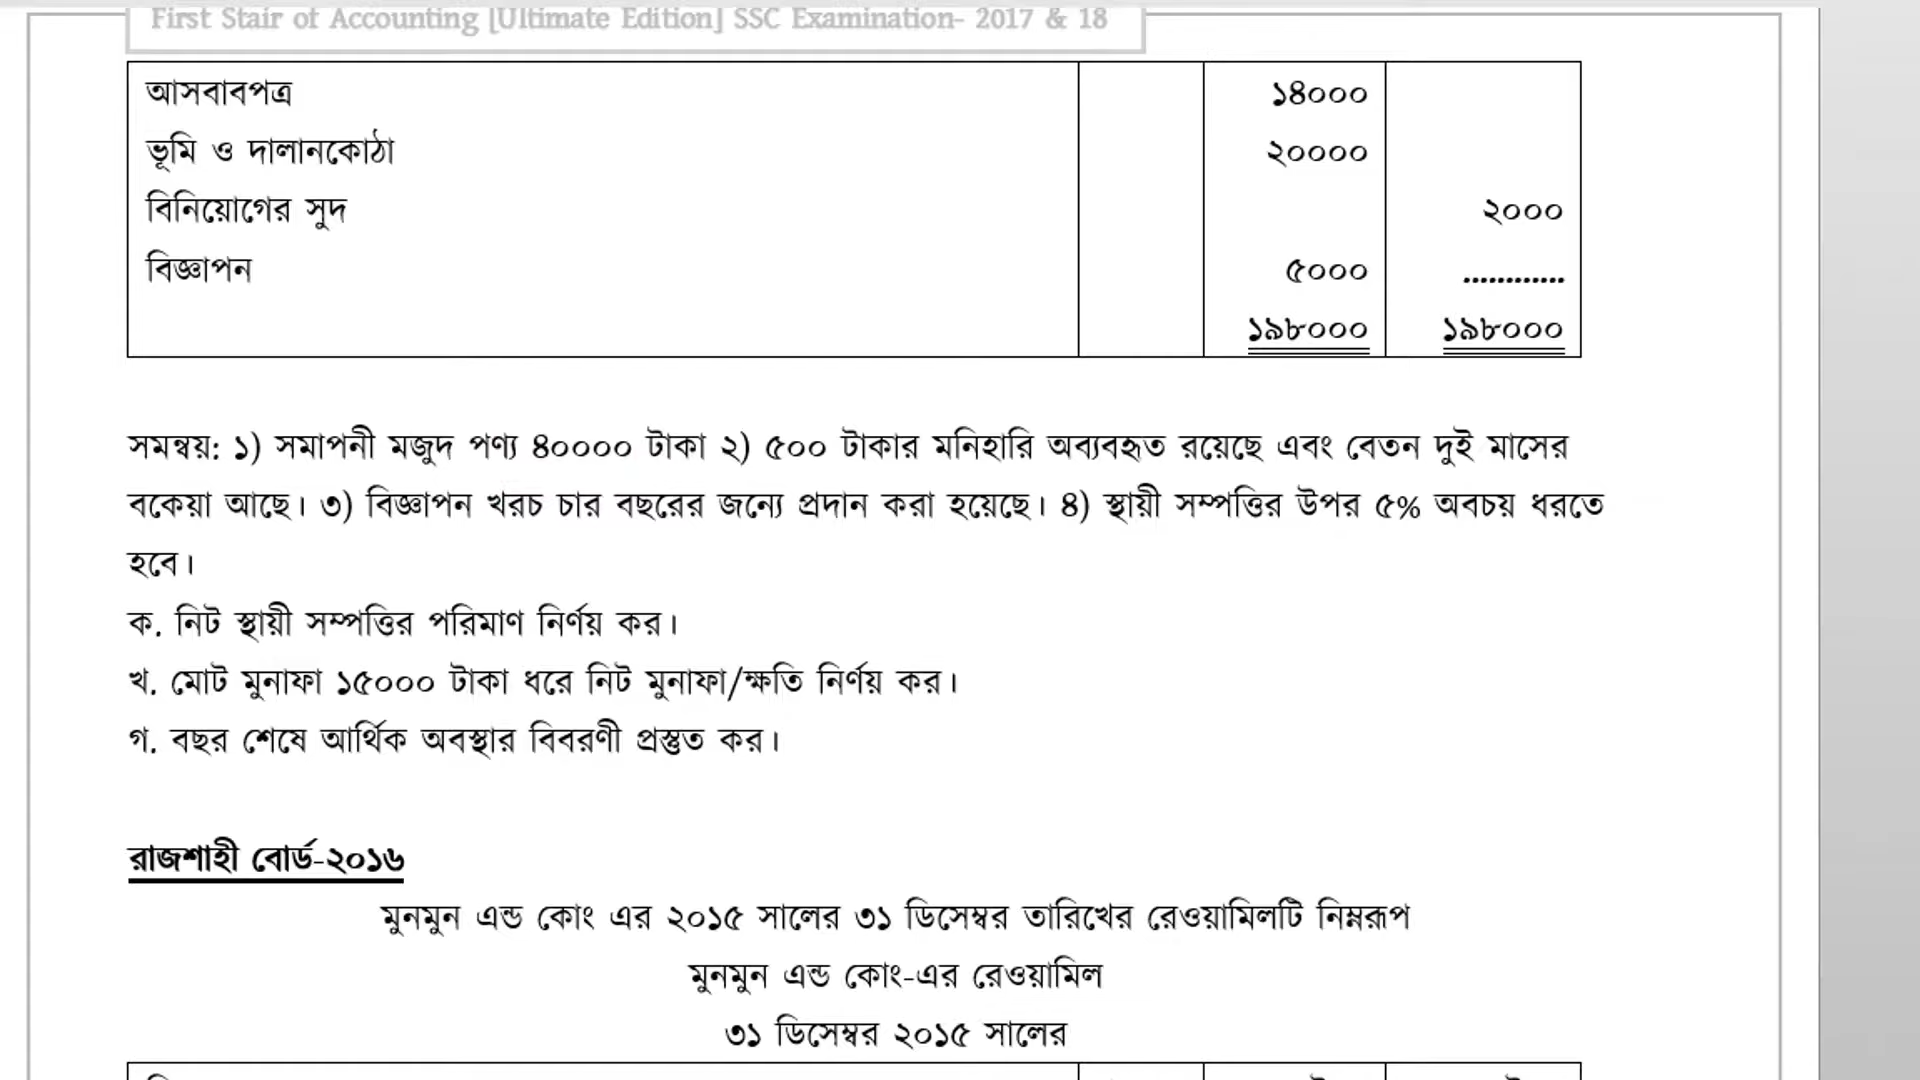 First Stair of Accounting [Ultimate Edition] SSC Examination- 2017 & 18
আসবাবপত্র ১৪০০০
ভূমি ও দালানকোঠা ২০০০০
বিনিয়োগের সুদ ২০০০
বিজ্ঞাপন ৫০০০ ............
১৯৮০০০ ১৯৮০০০
সমন্বয়: ১) সমাপনী মজুদ পণ্য ৪০০০০ টাকা ২) ৫০০ টাকার মনিহারি অব্যবহৃত রয়েছে এবং বেতন দুই মাসের
বকেয়া আছে। ৩) বিজ্ঞাপন খরচ চার বছরের জন্যে প্রদান করা হয়েছে। ৪) স্থায়ী সম্পত্তির উপর ৫% অবচয় ধরতে
হবে।
ক. নিট স্থায়ী সম্পত্তির পরিমাণ নির্ণয় কর।
খ. মোট মুনাফা ১৫০০০ টাকা ধরে নিট মুনাফা/ক্ষতি নির্ণয় কর।
গ. বছর শেষে আর্থিক অবস্থার বিবরণী প্রস্তুত কর।
রাজশাহী বোর্ড-২০১৬
মুনমুন এন্ড কোং এর ২০১৫ সালের ৩১ ডিসেম্বর তারিখের রেওয়ামিলটি নিম্নরূপ
মুনমুন এন্ড কোং-এর রেওয়ামিল
৩১ ডিসেম্বর ২০১৫ সালের